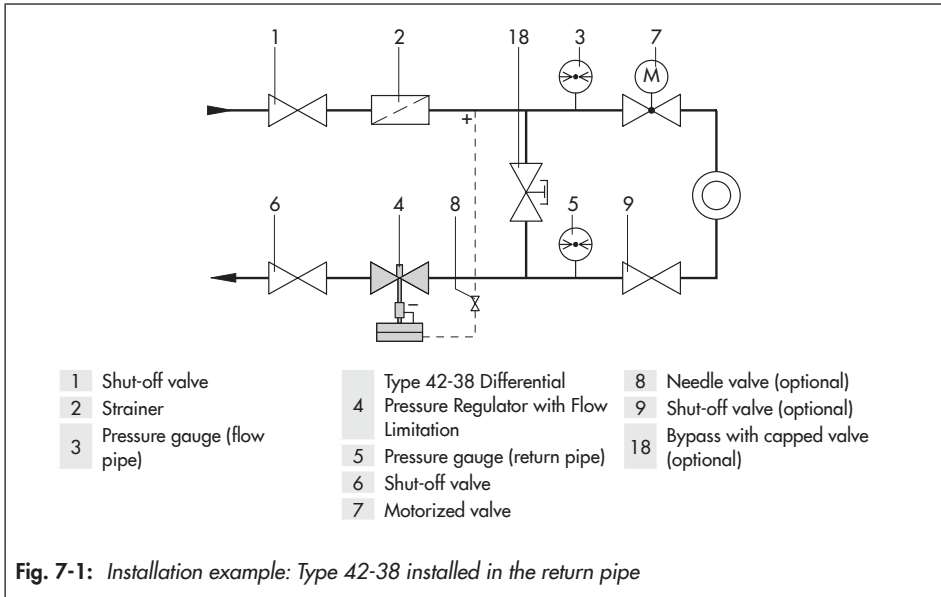 1
2
18
3
7
M
+
6
4
8
5
9
−
1 Shut-off valve
2 Strainer
3 Pressure gauge (flow
pipe)
4 Type 42-38 Differential
Pressure Regulator with Flow
Limitation
5 Pressure gauge (return pipe)
6 Shut-off valve
7 Motorized valve
8 Needle valve (optional)
9 Shut-off valve (optional)
18 Bypass with capped valve
(optional)
Fig. 7-1: Installation example: Type 42-38 installed in the return pipe